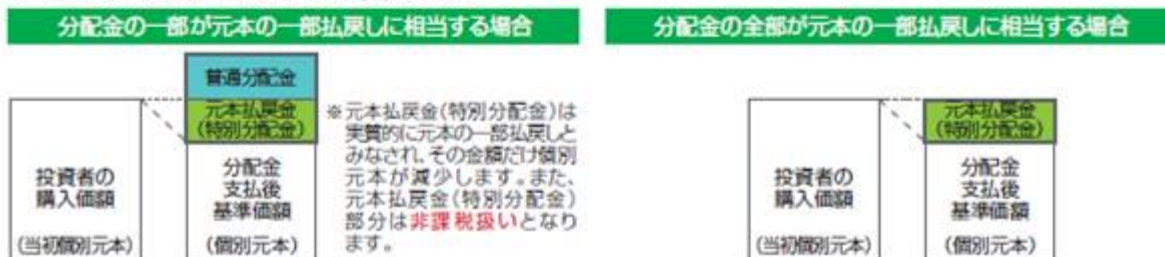 分配金の一部が元本の一部払戻しに相当する場合
普通分配金
元本払戻金
(特別分配金)
投資者の
購入価額
(当初個別元本)
分配金
支払後
基準価額
(個別元本)
※元本払戻金(特別分配金)は
実質的に元本の一部払戻しと
みなされ、その金額だけ個別
元本が減少します。また、
元本払戻金(特別分配金)
部分は非課税扱いとなり
ます。
分配金の全部が元本の一部払戻しに相当する場合
元本払戻金
(特別分配金)
投資者の
購入価額
(当初個別元本)
分配金
支払後
基準価額
(個別元本)